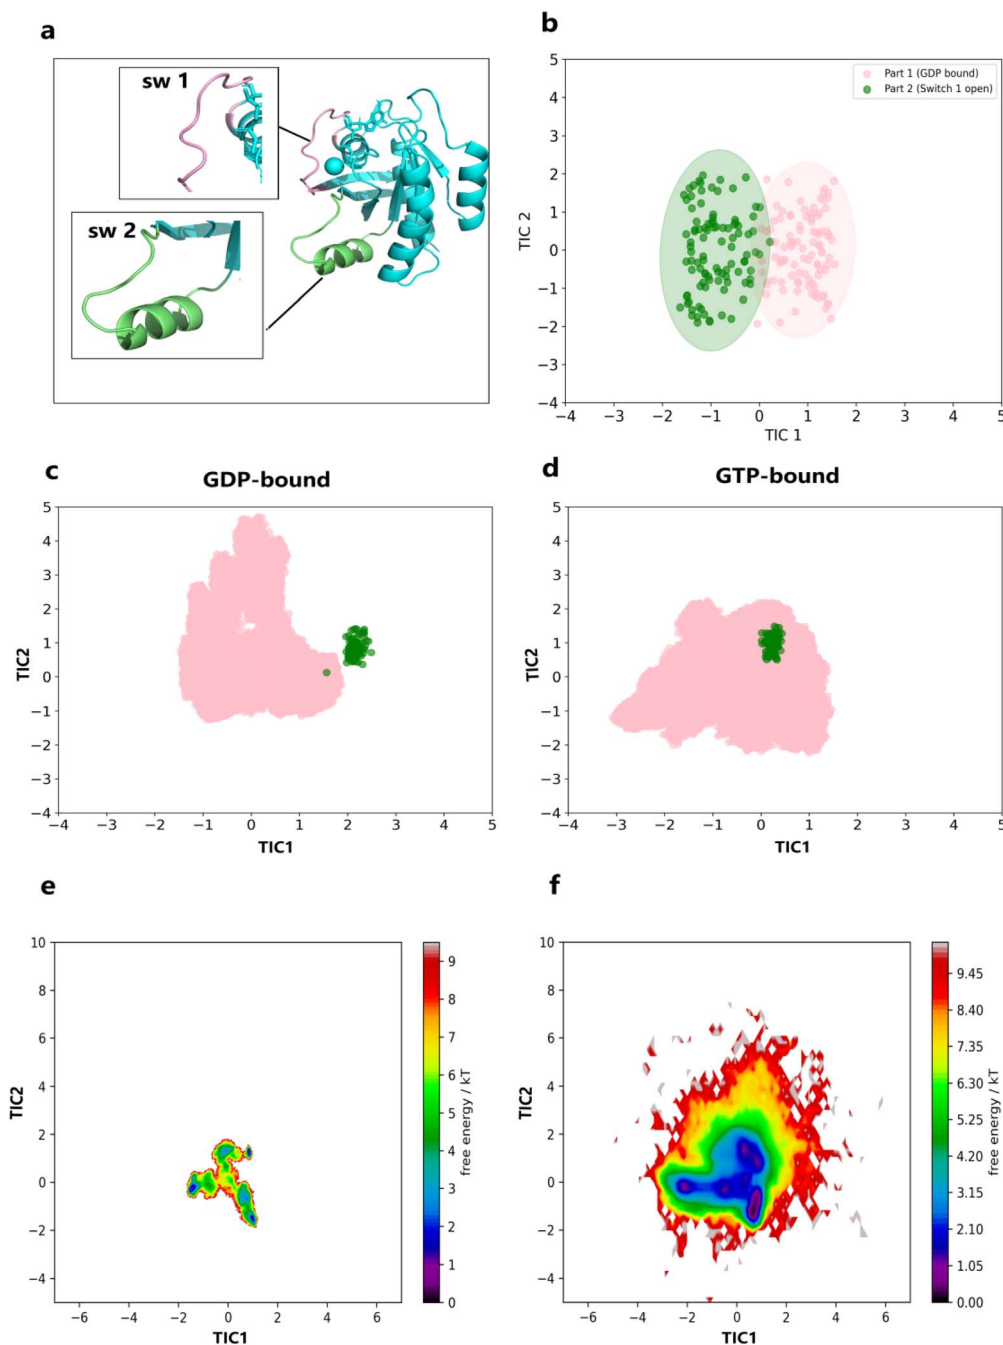 a
sw 1
sw 2
b
5
4
3
2
1
0
−1
−2
−3
−4
TIC 2
Part 1 (GDP bound)
Part 2 (Switch 1 open)
−4 −3 −2 −1 0 1 2 3 4 5
TIC 1
c
GDP-bound
5
4
3
2
1
0
−1
−2
−3
−4
TIC2
−4 −3 −2 −1 0 1 2 3 4 5
TIC1
d
GTP-bound
5
4
3
2
1
0
−1
−2
−3
−4
TIC2
−4 −3 −2 −1 0 1 2 3 4 5
TIC1
e
10
8
6
4
2
0
−2
−4
TIC2
−6 −4 −2 0 2 4 6
TIC1
9
8
7
6
5
4
3
2
1
0
free energy / kT
f
10
8
6
4
2
0
−2
−4
TIC2
−6 −4 −2 0 2 4 6
TIC1
9.45
8.40
7.35
6.30
5.25
4.20
3.15
2.10
1.05
0.00
free energy / kT